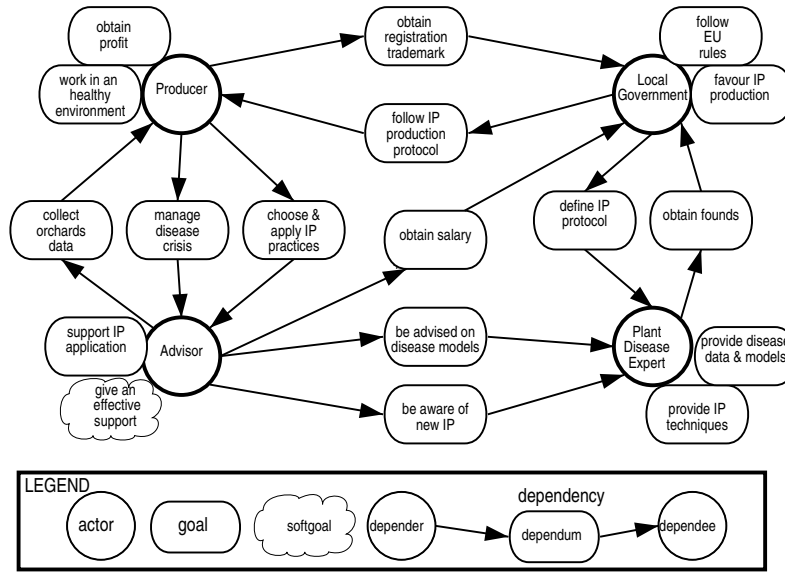 obtain
profit
work in an
healthy
environment
Producer
obtain
registration
trademark
follow IP
production
protocol
Local
Government
follow
EU
rules
favour IP
production
collect
orchards
data
manage
disease
crisis
choose &
apply IP
practices
obtain salary
define IP
protocol
obtain founds
support IP
application
give an
effective
support
Advisor
be advised on
disease models
be aware of
new IP
Plant
Disease
Expert
provide disease
data & models
provide IP
techniques
LEGEND
actor
goal
softgoal
depender
dependency
dependum
dependee